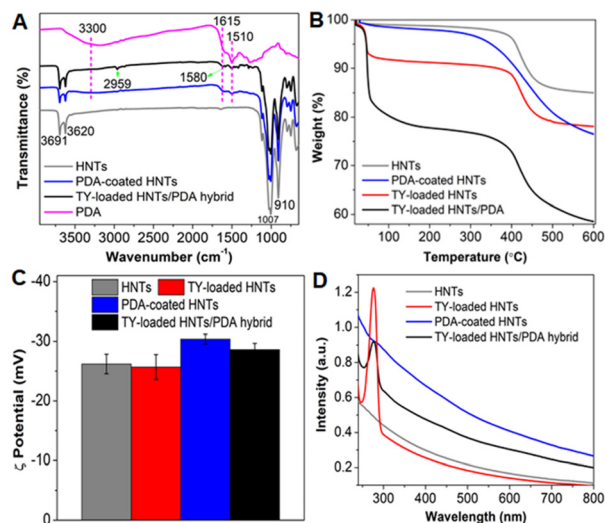 A
3300
1615
1510
2959
1580
3691
3620
910
1007
HNTs
PDA-coated HNTs
TY-loaded HNTs/PDA hybrid
PDA
Transmittance (%)
3500 3000 2500 2000 1500 1000
Wavenumber (cm⁻¹)
B
100
90
80
70
60
Weight (%)
HNTs
PDA-coated HNTs
TY-loaded HNTs
TY-loaded HNTs/PDA
0 100 200 300 400 500 600
Temperature (°C)
C
-40
-30
-20
-10
0
ζ Potential (mV)
HNTs
TY-loaded HNTs
PDA-coated HNTs
TY-loaded HNTs/PDA hybrid
D
1.2
1.0
0.8
0.6
0.4
0.2
Intensity (a.u.)
HNTs
TY-loaded HNTs
PDA-coated HNTs
TY-loaded HNTs/PDA hybrid
300 400 500 600 700 800
Wavelength (nm)